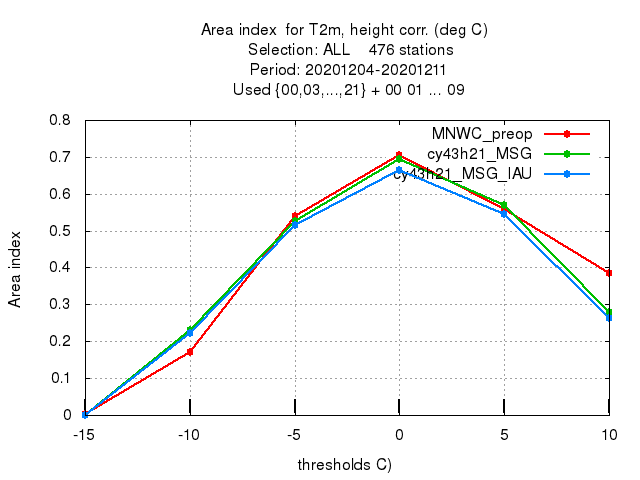 Area index  for T2m, height corr. (deg C)
Selection: ALL    476 stations
Period: 20201204-20201211
Used {00,03,...,21} + 00 01 ... 09
0.8
0.7
0.6
0.5
0.4
0.3
0.2
0.1
0
Area index
MNWC_preop
cy43h21_MSG
cy43h21_MSG_IAU
-15
-10
-5
0
5
10
thresholds C)